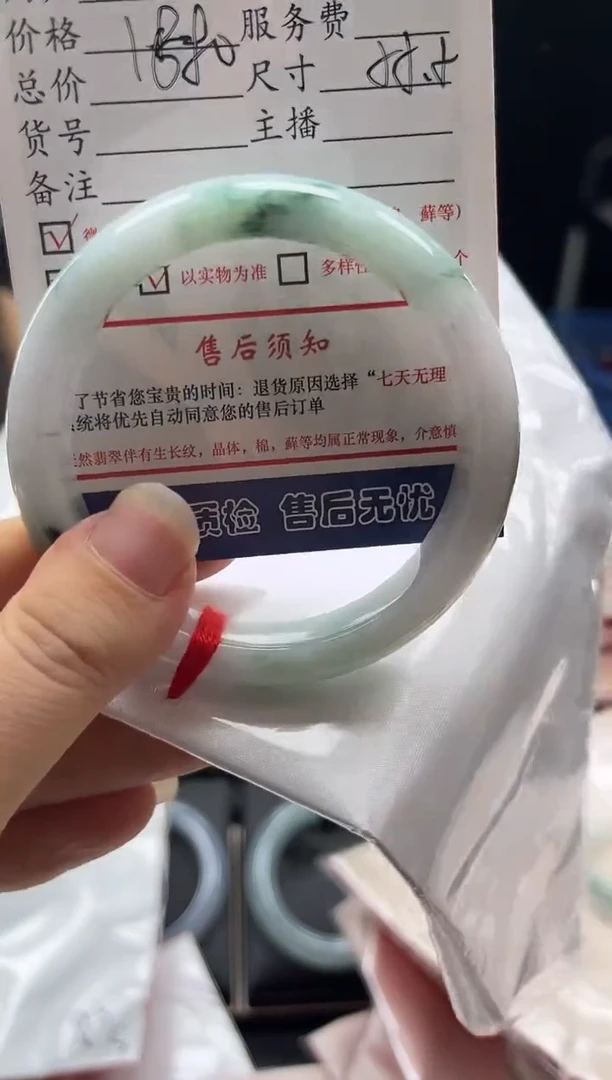 价格 服务费
总价 尺寸
货号 主播
备注
藓等)
以实物为准 多样性 个
售后须知
了节省您宝贵的时间：退货原因选择“七天无理
统将优先自动同意您的售后订单
然翡翠伴有生长纹，晶体，棉，藓等均属正常现象，介意慎
质检 售后无忧